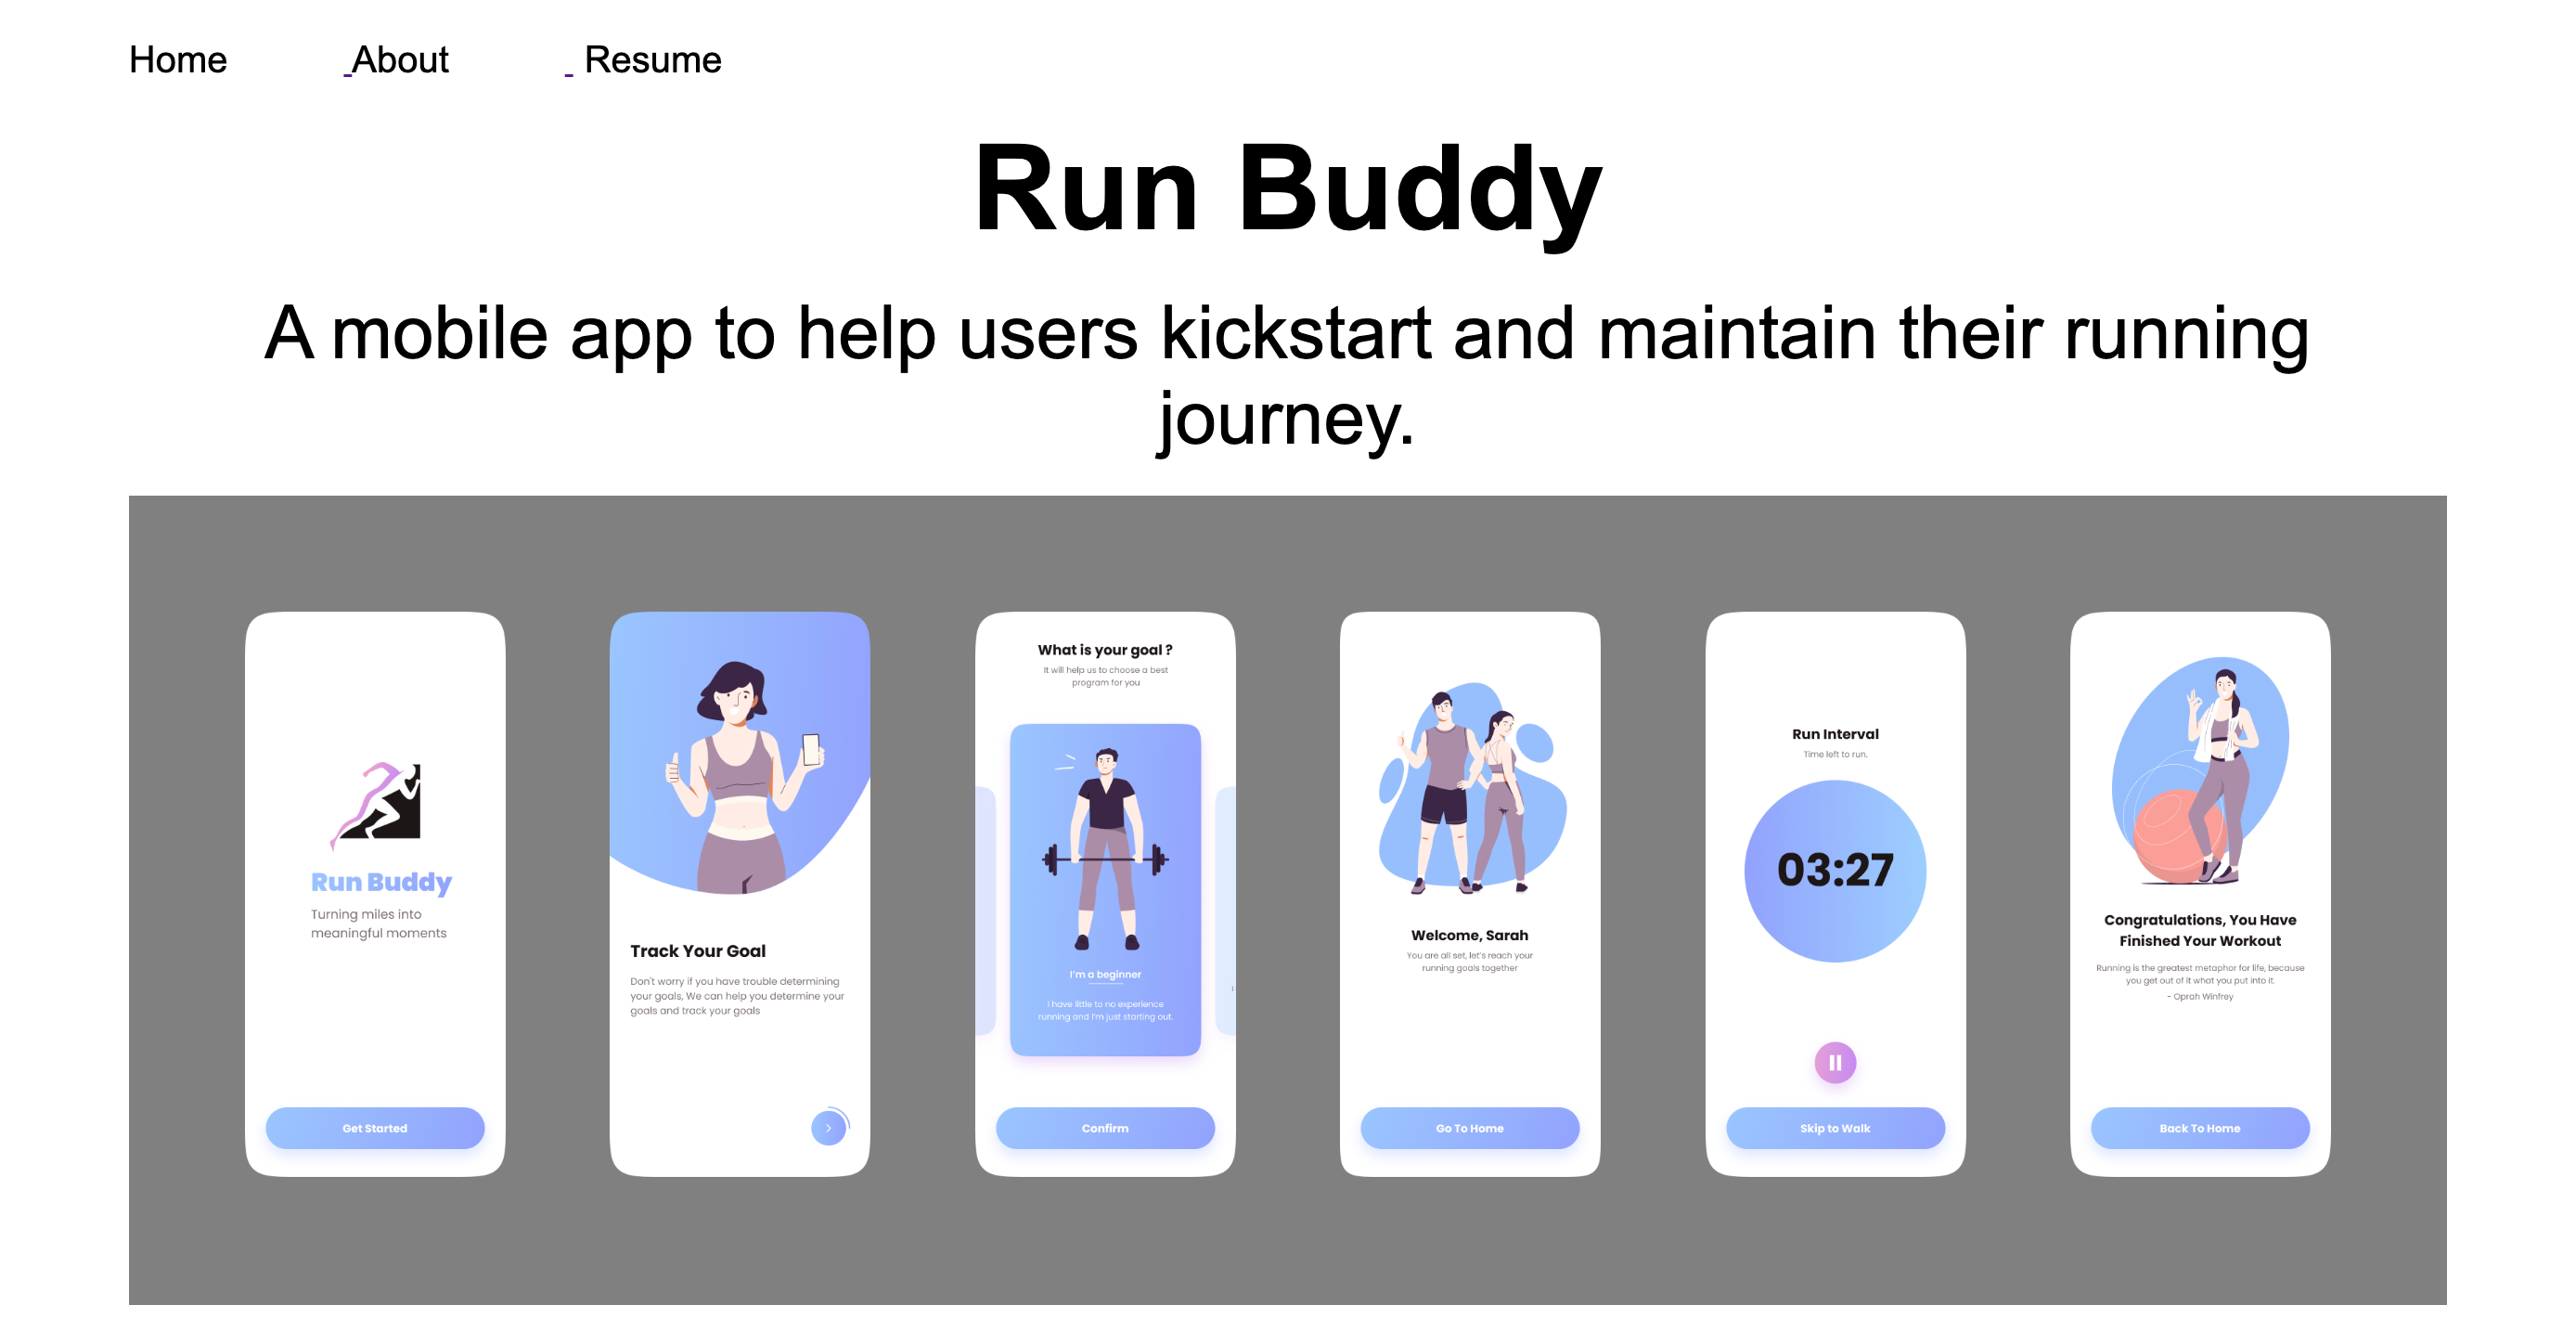 Home About Resume
Run Buddy
A mobile app to help users kickstart and maintain their running
journey.
Run Buddy
Turning miles into
meaningful moments
Get Started
Track Your Goal
Don't worry if you have trouble determining
your goals, We can help you determine your
goals and track your goals
What is your goal ?
It will help us to choose a best
program for you
I'm a beginner
I have little to no experience
running and I'm just starting out.
Confirm
Welcome, Sarah
You are all set, let's reach your
running goals together
Go To Home
Run Interval
Time left to run.
03:27
Skip to Walk
Congratulations, You Have
Finished Your Workout
Running is the greatest metaphor for life, because
you get out of it what you put into it.
- Oprah Winfrey
Back To Home